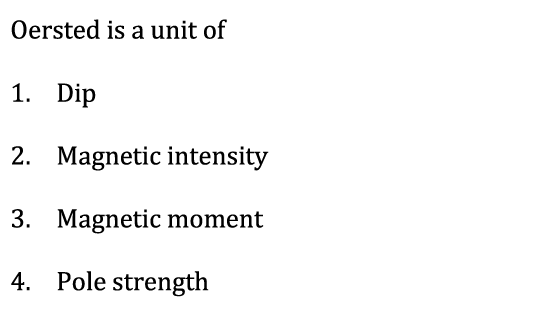 Oersted is a unit of
1. Dip
2. Magnetic intensity
3. Magnetic moment
4. Pole strength